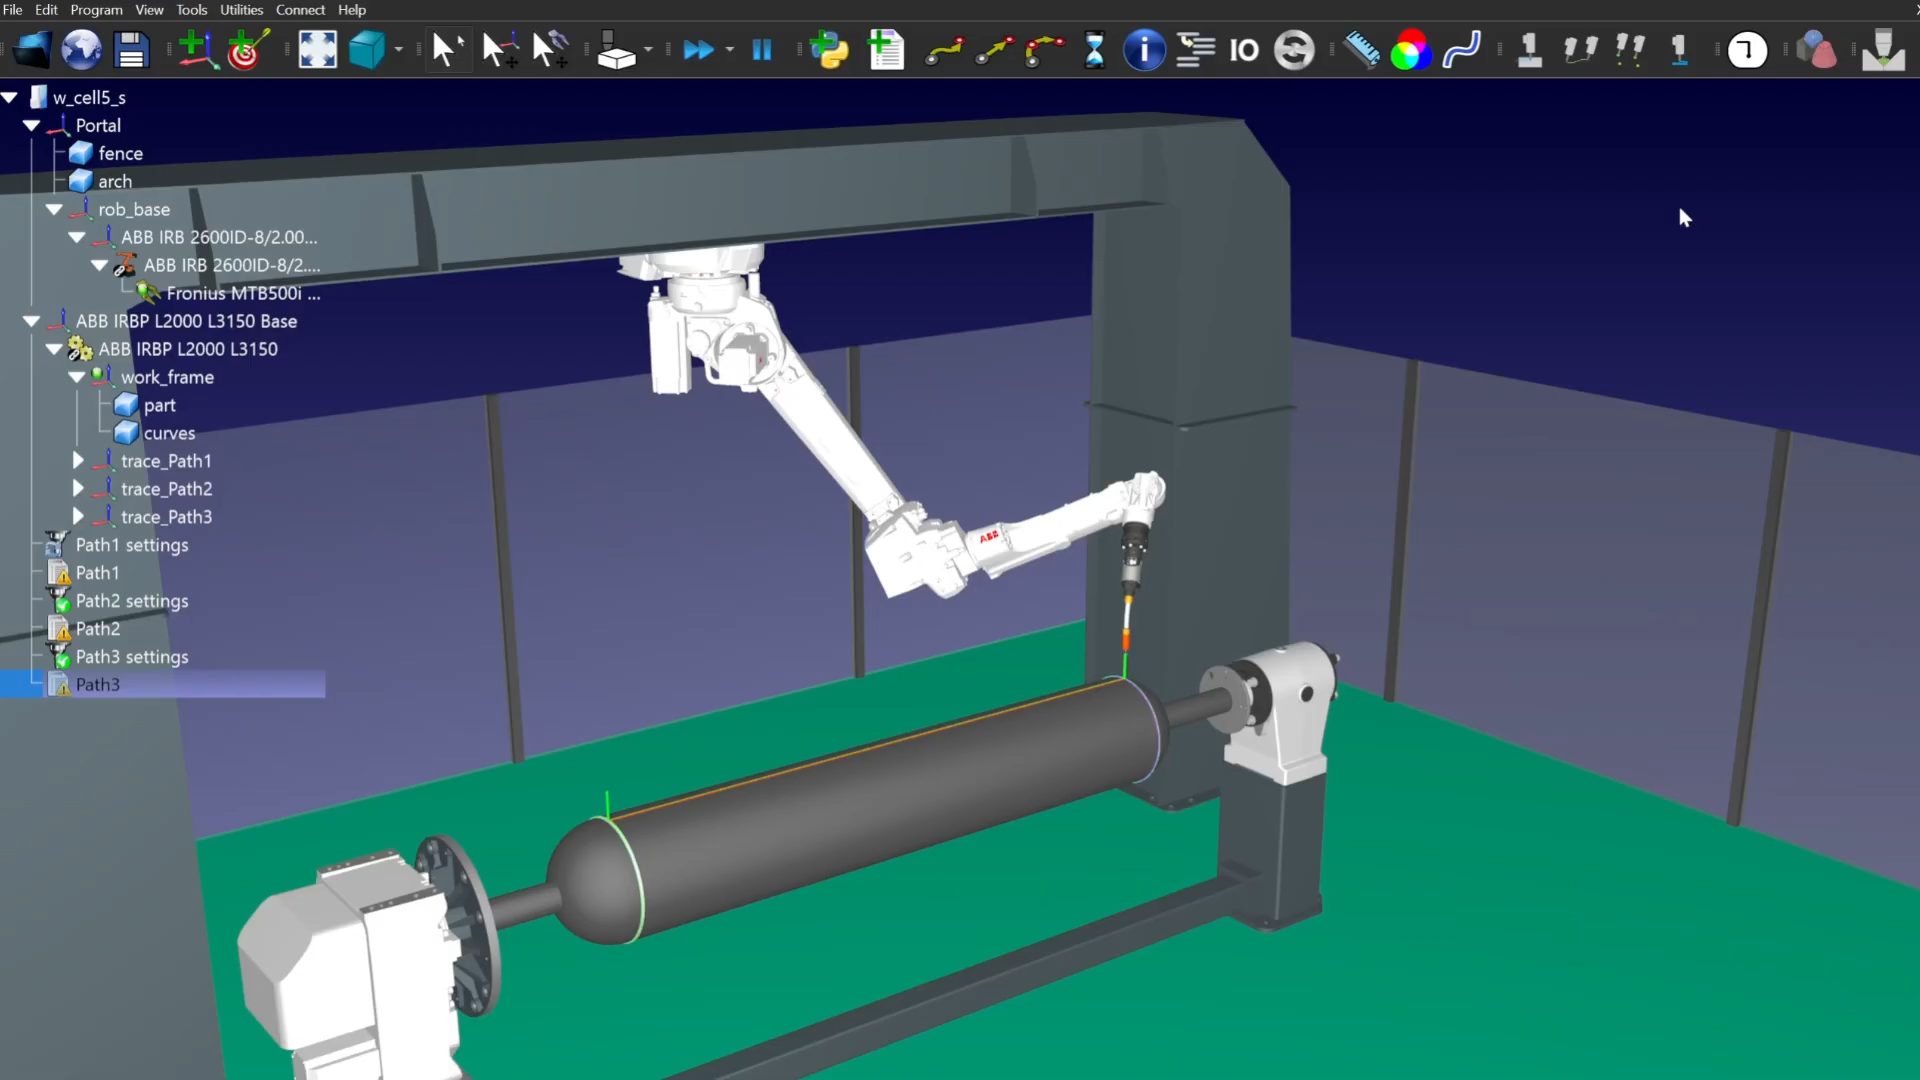 File Edit Program View Tools Utilities Connect Help
IO
w_cell5_s
Portal
fence
arch
rob_base
ABB IRB 2600ID-8/2.00...
ABB IRB 2600ID-8/2....
Fronius MTB500i ...
ABB IRBP L2000 L3150 Base
ABB IRBP L2000 L3150
work_frame
part
curves
trace_Path1
trace_Path2
trace_Path3
Path1 settings
Path1
Path2 settings
Path2
Path3 settings
Path3
ABB